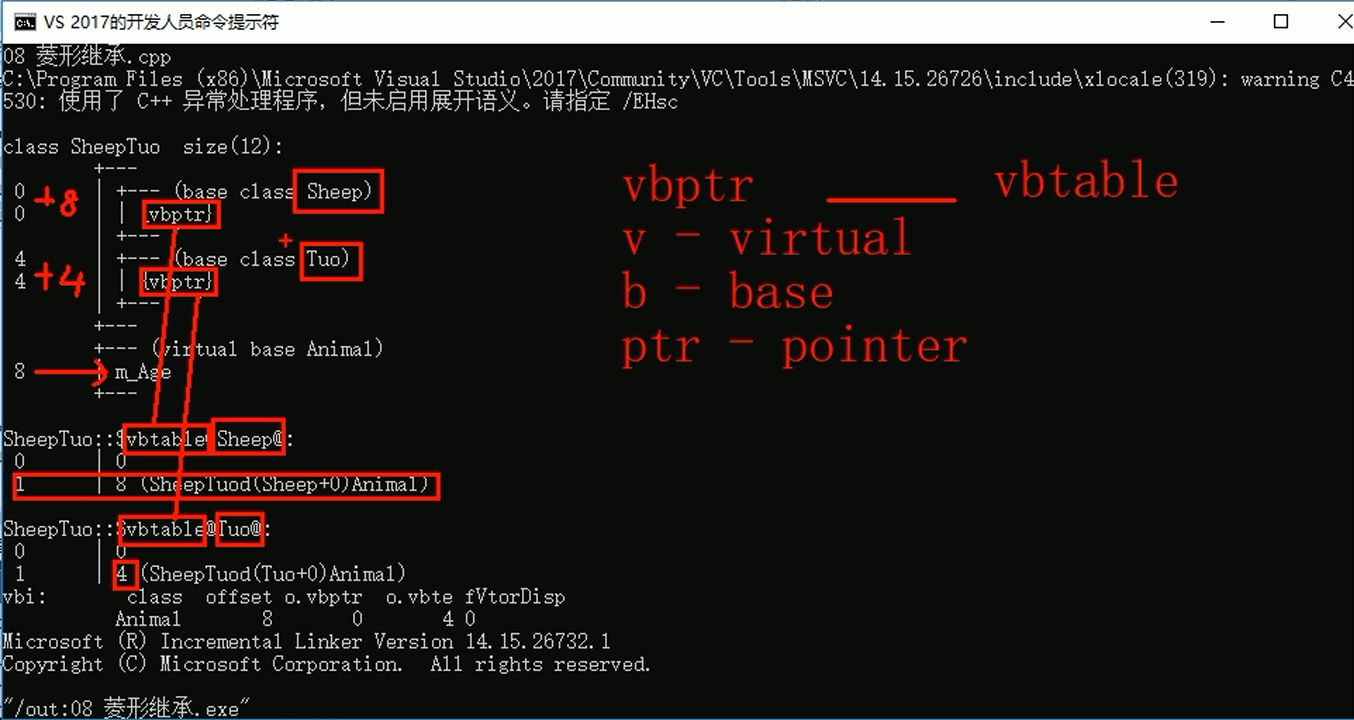 VS 2017的开发人员命令提示符
08 菱形继承.cpp
C:\Program Files (x86)\Microsoft Visual Studio\2017\Community\VC\Tools\MSVC\14.15.26726\include\xlocale(319): warning C4
530: 使用了 C++ 异常处理程序，但未启用展开语义。请指定 /EHsc
class SheepTuo  size(12):
+---
0 +8 | +--- (base class Sheep)
0 | | {vbptr}
| +---
4 +4 | +--- (base class Tuo)
4 | | {vbptr}
| +---
+---
+--- (virtual base Animal)
8 | m_Age
+---
SheepTuo::$vbtable@Sheep@:
0 | 0
1 | 8 (SheepTuod(Sheep+0)Animal)
SheepTuo::$vbtable@Tuo@:
0 | 0
1 | 4 (SheepTuod(Tuo+0)Animal)
vbi: class offset o.vbptr o.vbte fVtorDisp
Animal 8 0 4 0
Microsoft (R) Incremental Linker Version 14.15.26732.1
Copyright (C) Microsoft Corporation.  All rights reserved.
"/out:08 菱形继承.exe"
vbptr ____ vbtable
v - virtual
b - base
ptr - pointer